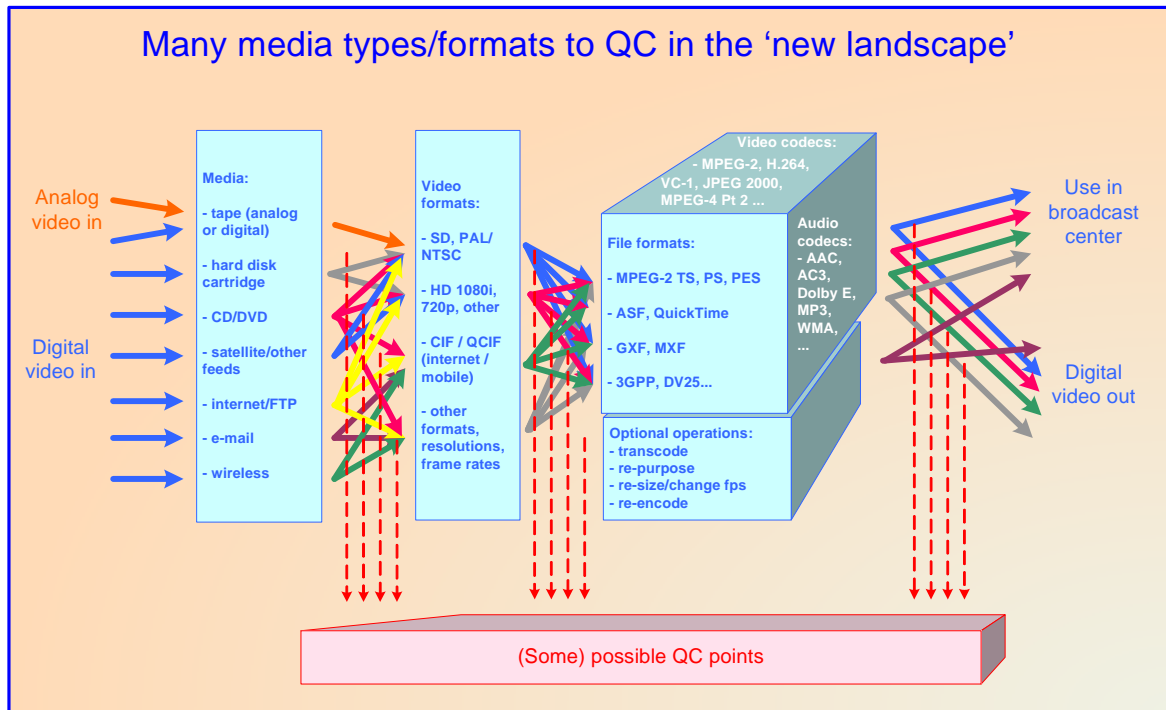 Many media types/formats to QC in the ‘new landscape’
Analog
video in
Digital
video in
Media:
- tape (analog
or digital)
- hard disk
cartridge
- CD/DVD
- satellite/other
feeds
- internet/FTP
- e-mail
- wireless
Video
formats:
- SD, PAL/
NTSC
- HD 1080i,
720p, other
- CIF / QCIF
(internet /
mobile)
- other
formats,
resolutions,
frame rates
Video codecs:
- MPEG-2, H.264,
VC-1, JPEG 2000,
MPEG-4 Pt 2 ...
File formats:
- MPEG-2 TS, PS, PES
- ASF, QuickTime
- GXF, MXF
- 3GPP, DV25...
Audio
codecs:
- AAC,
AC3,
Dolby E,
MP3,
WMA,
...
Optional operations:
- transcode
- re-purpose
- re-size/change fps
- re-encode
Use in
broadcast
center
Digital
video out
(Some) possible QC points